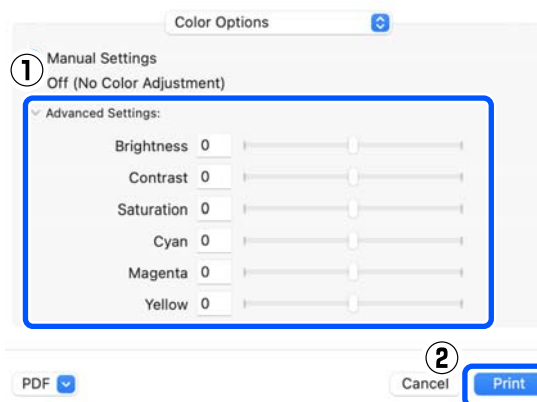 Color Options
①
Manual Settings
Off (No Color Adjustment)
Advanced Settings:
Brightness 0
Contrast 0
Saturation 0
Cyan 0
Magenta 0
Yellow 0
②
PDF Cancel Print